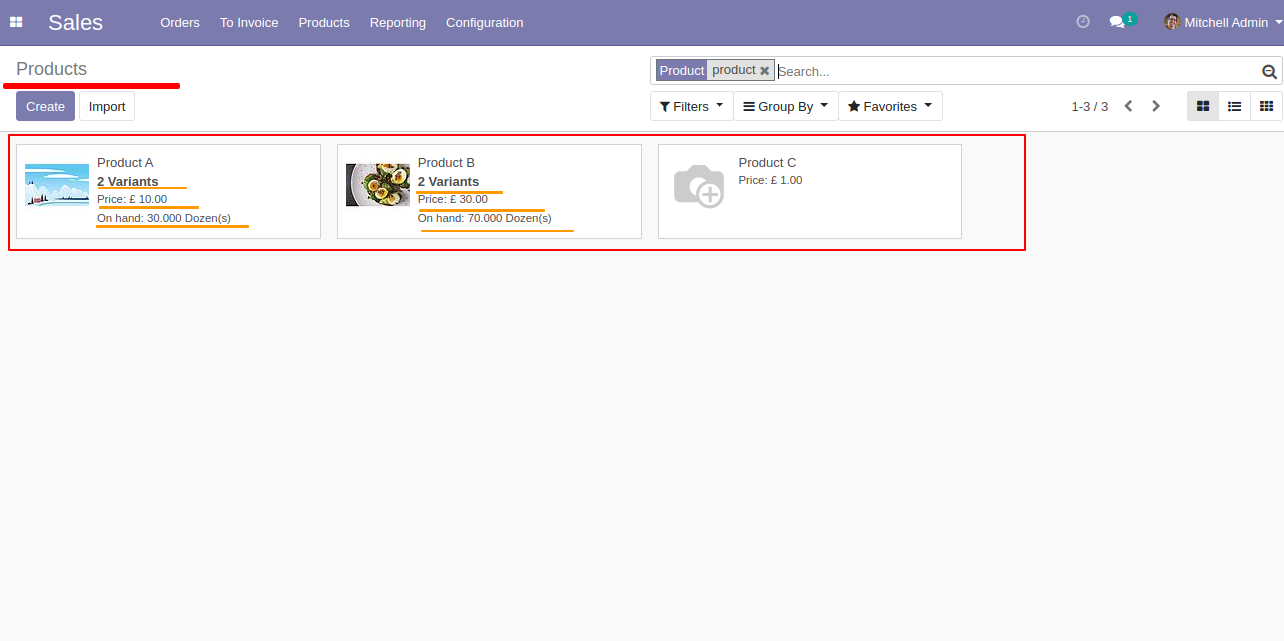 Sales Orders To Invoice Products Reporting Configuration 1 Mitchell Admin
Products
Product product Search...
Create Import
Filters Group By Favorites 1-3 / 3
Product A
2 Variants
Price: £ 10.00
On hand: 30.000 Dozen(s)
Product B
2 Variants
Price: £ 30.00
On hand: 70.000 Dozen(s)
Product C
Price: £ 1.00